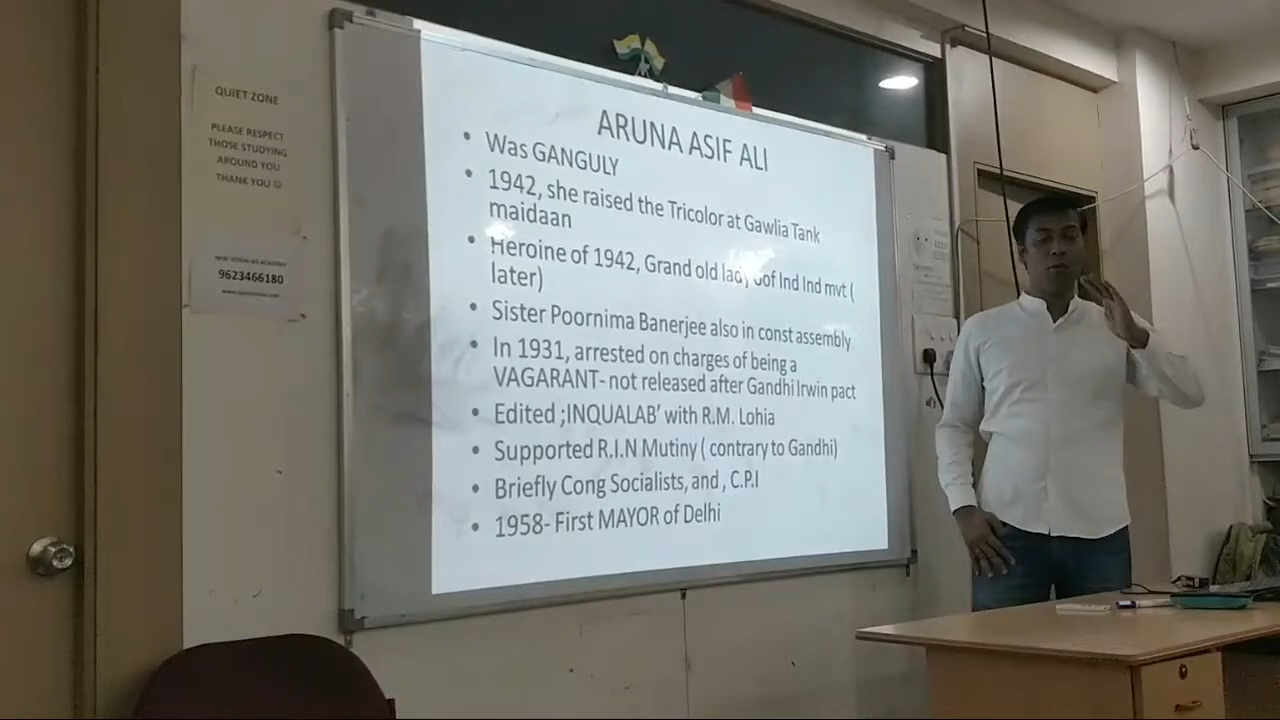 QUIET ZONE
PLEASE RESPECT
THOSE STUDYING
AROUND YOU
THANK YOU ☺
9623466180
ARUNA ASIF ALI
• Was GANGULY
• 1942, she raised the Tricolor at Gawlia Tank
maidaan
• Heroine of 1942, Grand old lady oof Ind Ind mvt (
later)
• Sister Poornima Banerjee also in const assembly
• In 1931, arrested on charges of being a
VAGARANT- not released after Gandhi Irwin pact
• Edited ;INQUALAB' with R.M. Lohia
• Supported R.I.N Mutiny ( contrary to Gandhi)
• Briefly Cong Socialists, and , C.P.I
• 1958- First MAYOR of Delhi